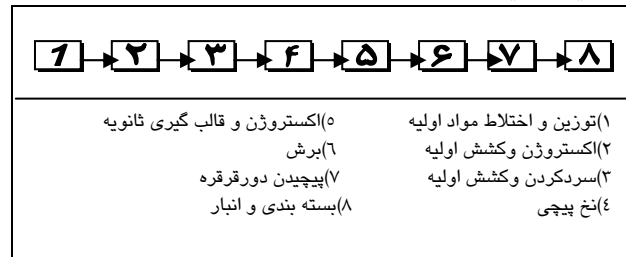 ۱ ۲ ۳ ۴ ۵ ۶ ۷ ۸
۱)توزین و اختلاط مواد اولیه
۲)اکستروژن وکشش اولیه
۳)سردکردن وکشش اولیه
٤)نخ پیچی
٥)اکستروژن و قالب گیری ثانویه
٦)برش
۷)پیچیدن دورقرقره
۸)بسته بندی و انبار